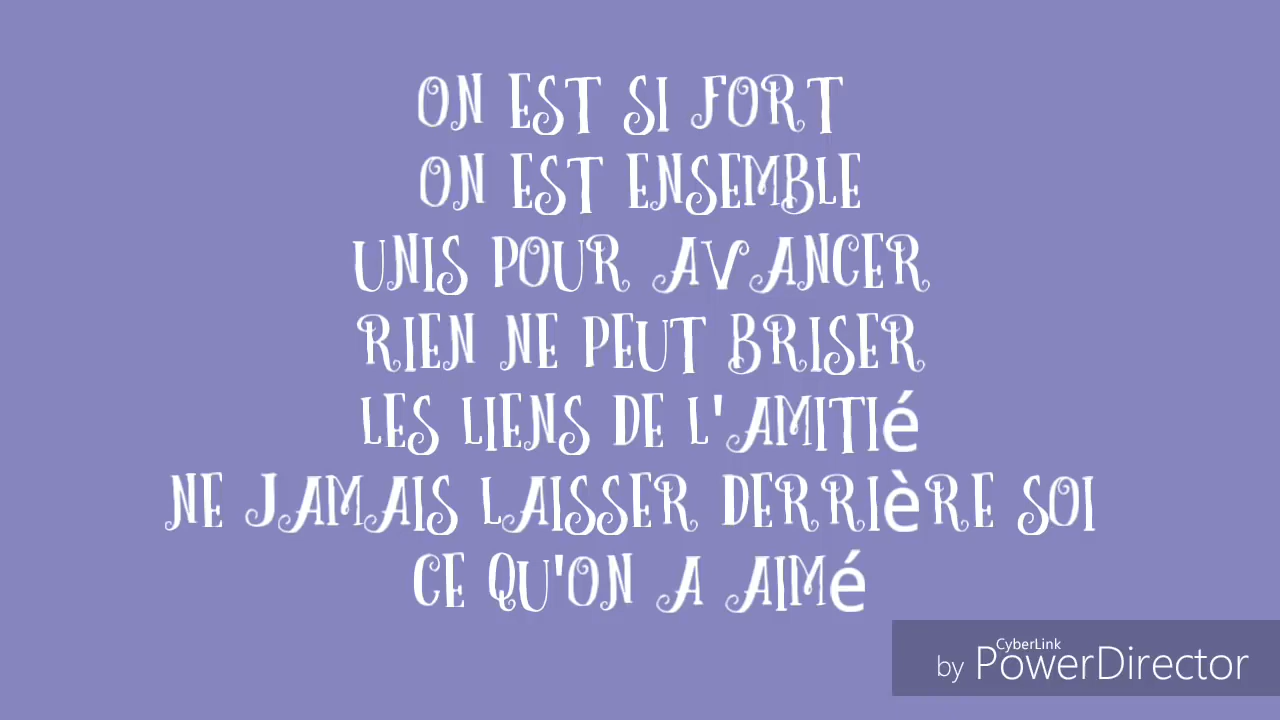 ON EST SI FORT
ON EST ENSEMBLE
UNIS POUR AVANCER
RIEN NE PEUT BRISER
LES LIENS DE L'AMITIé
NE JAMAIS LAISSER DERRIèRE SOI
CE QU'ON A AIMé
CyberLink
by PowerDirector